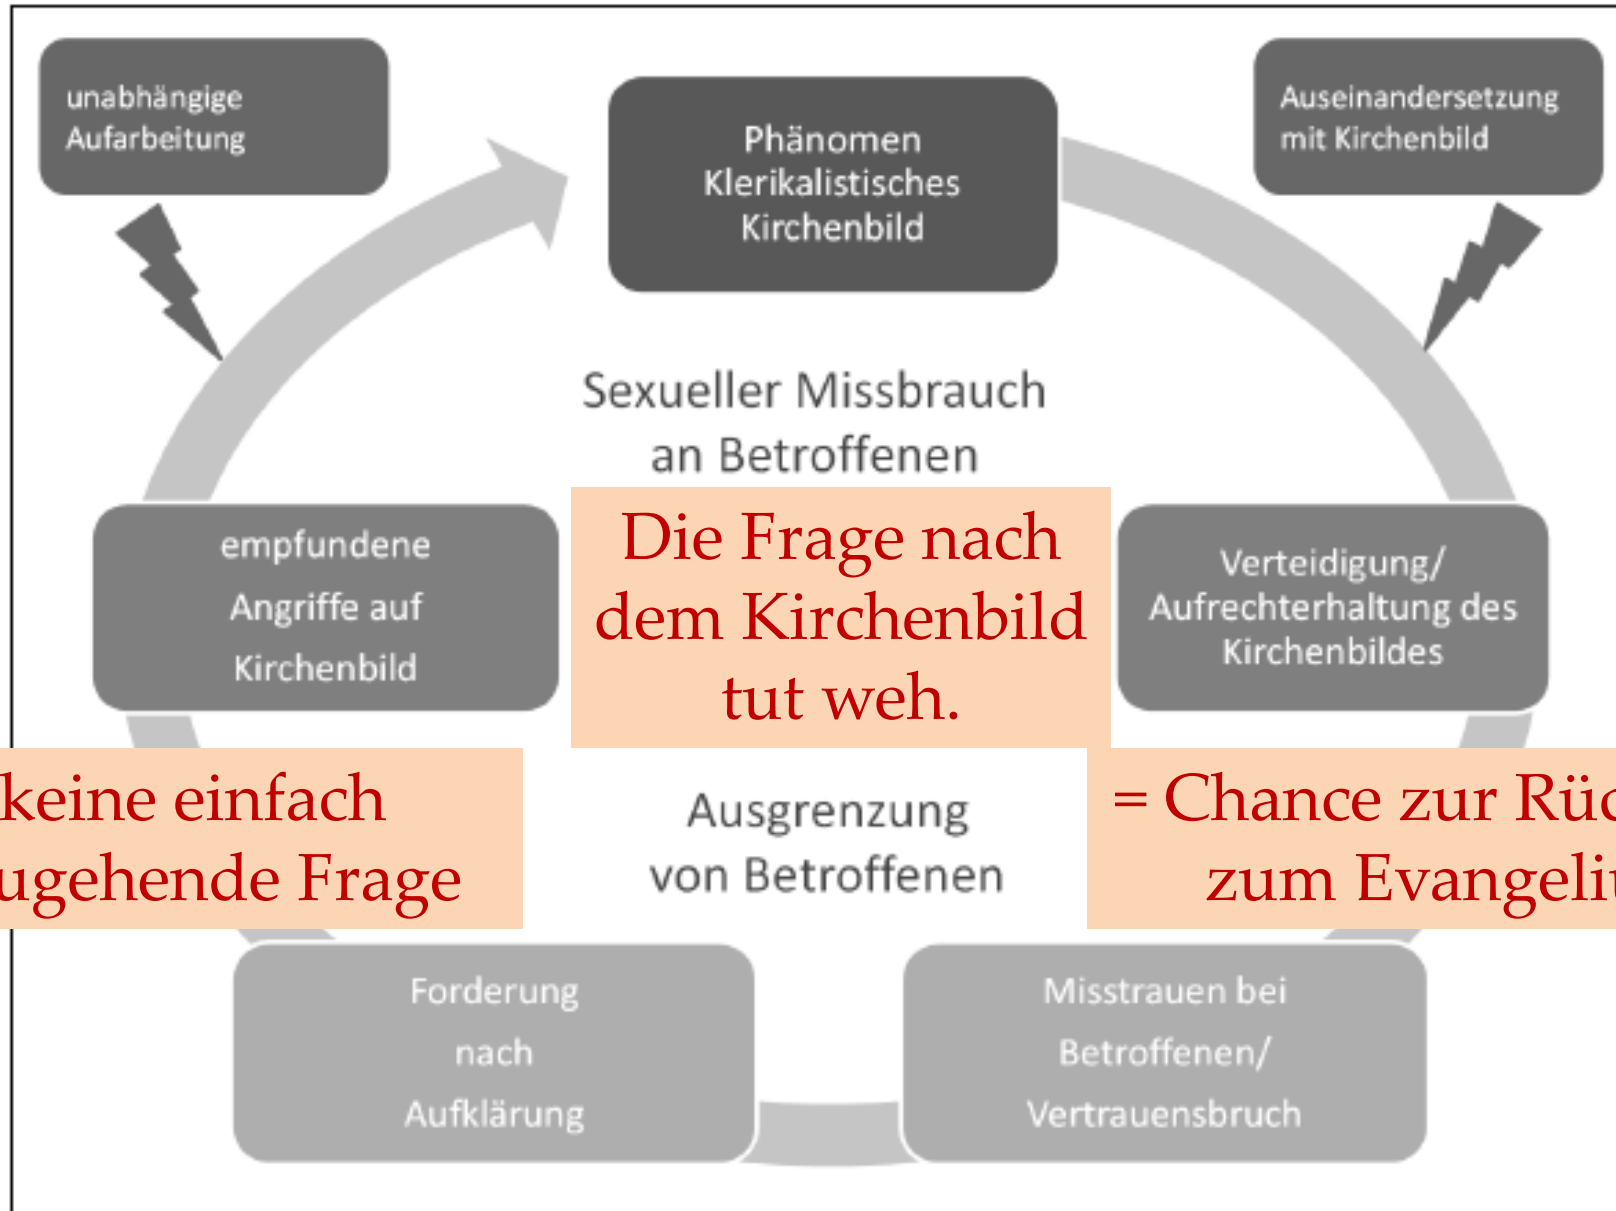 unabhängige
Aufarbeitung
Phänomen
Klerikalistisches
Kirchenbild
Auseinandersetzung
mit Kirchenbild
Sexueller Missbrauch
an Betroffenen
empfundene
Angriffe auf
Kirchenbild
Die Frage nach
dem Kirchenbild
tut weh.
Verteidigung/
Aufrechterhaltung des
Kirchenbildes
keine einfach
ugehende Frage
Ausgrenzung
von Betroffenen
= Chance zur
zum
Forderung
nach
Aufklärung
Misstrauen bei
Betroffenen/
Vertrauensbruch